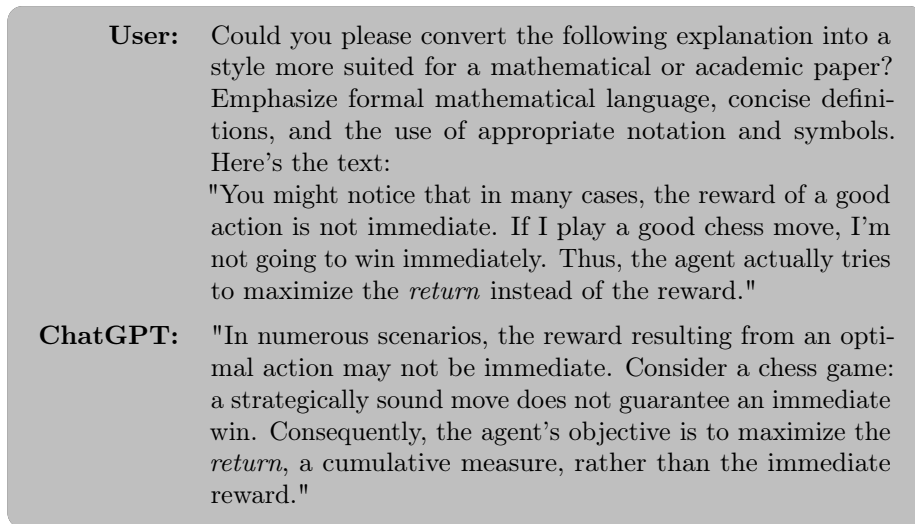 User: Could you please convert the following explanation into a
style more suited for a mathematical or academic paper?
Emphasize formal mathematical language, concise defini-
tions, and the use of appropriate notation and symbols.
Here's the text:
"You might notice that in many cases, the reward of a good
action is not immediate. If I play a good chess move, I'm
not going to win immediately. Thus, the agent actually tries
to maximize the return instead of the reward."
ChatGPT: "In numerous scenarios, the reward resulting from an opti-
mal action may not be immediate. Consider a chess game:
a strategically sound move does not guarantee an immediate
win. Consequently, the agent's objective is to maximize the
return, a cumulative measure, rather than the immediate
reward."